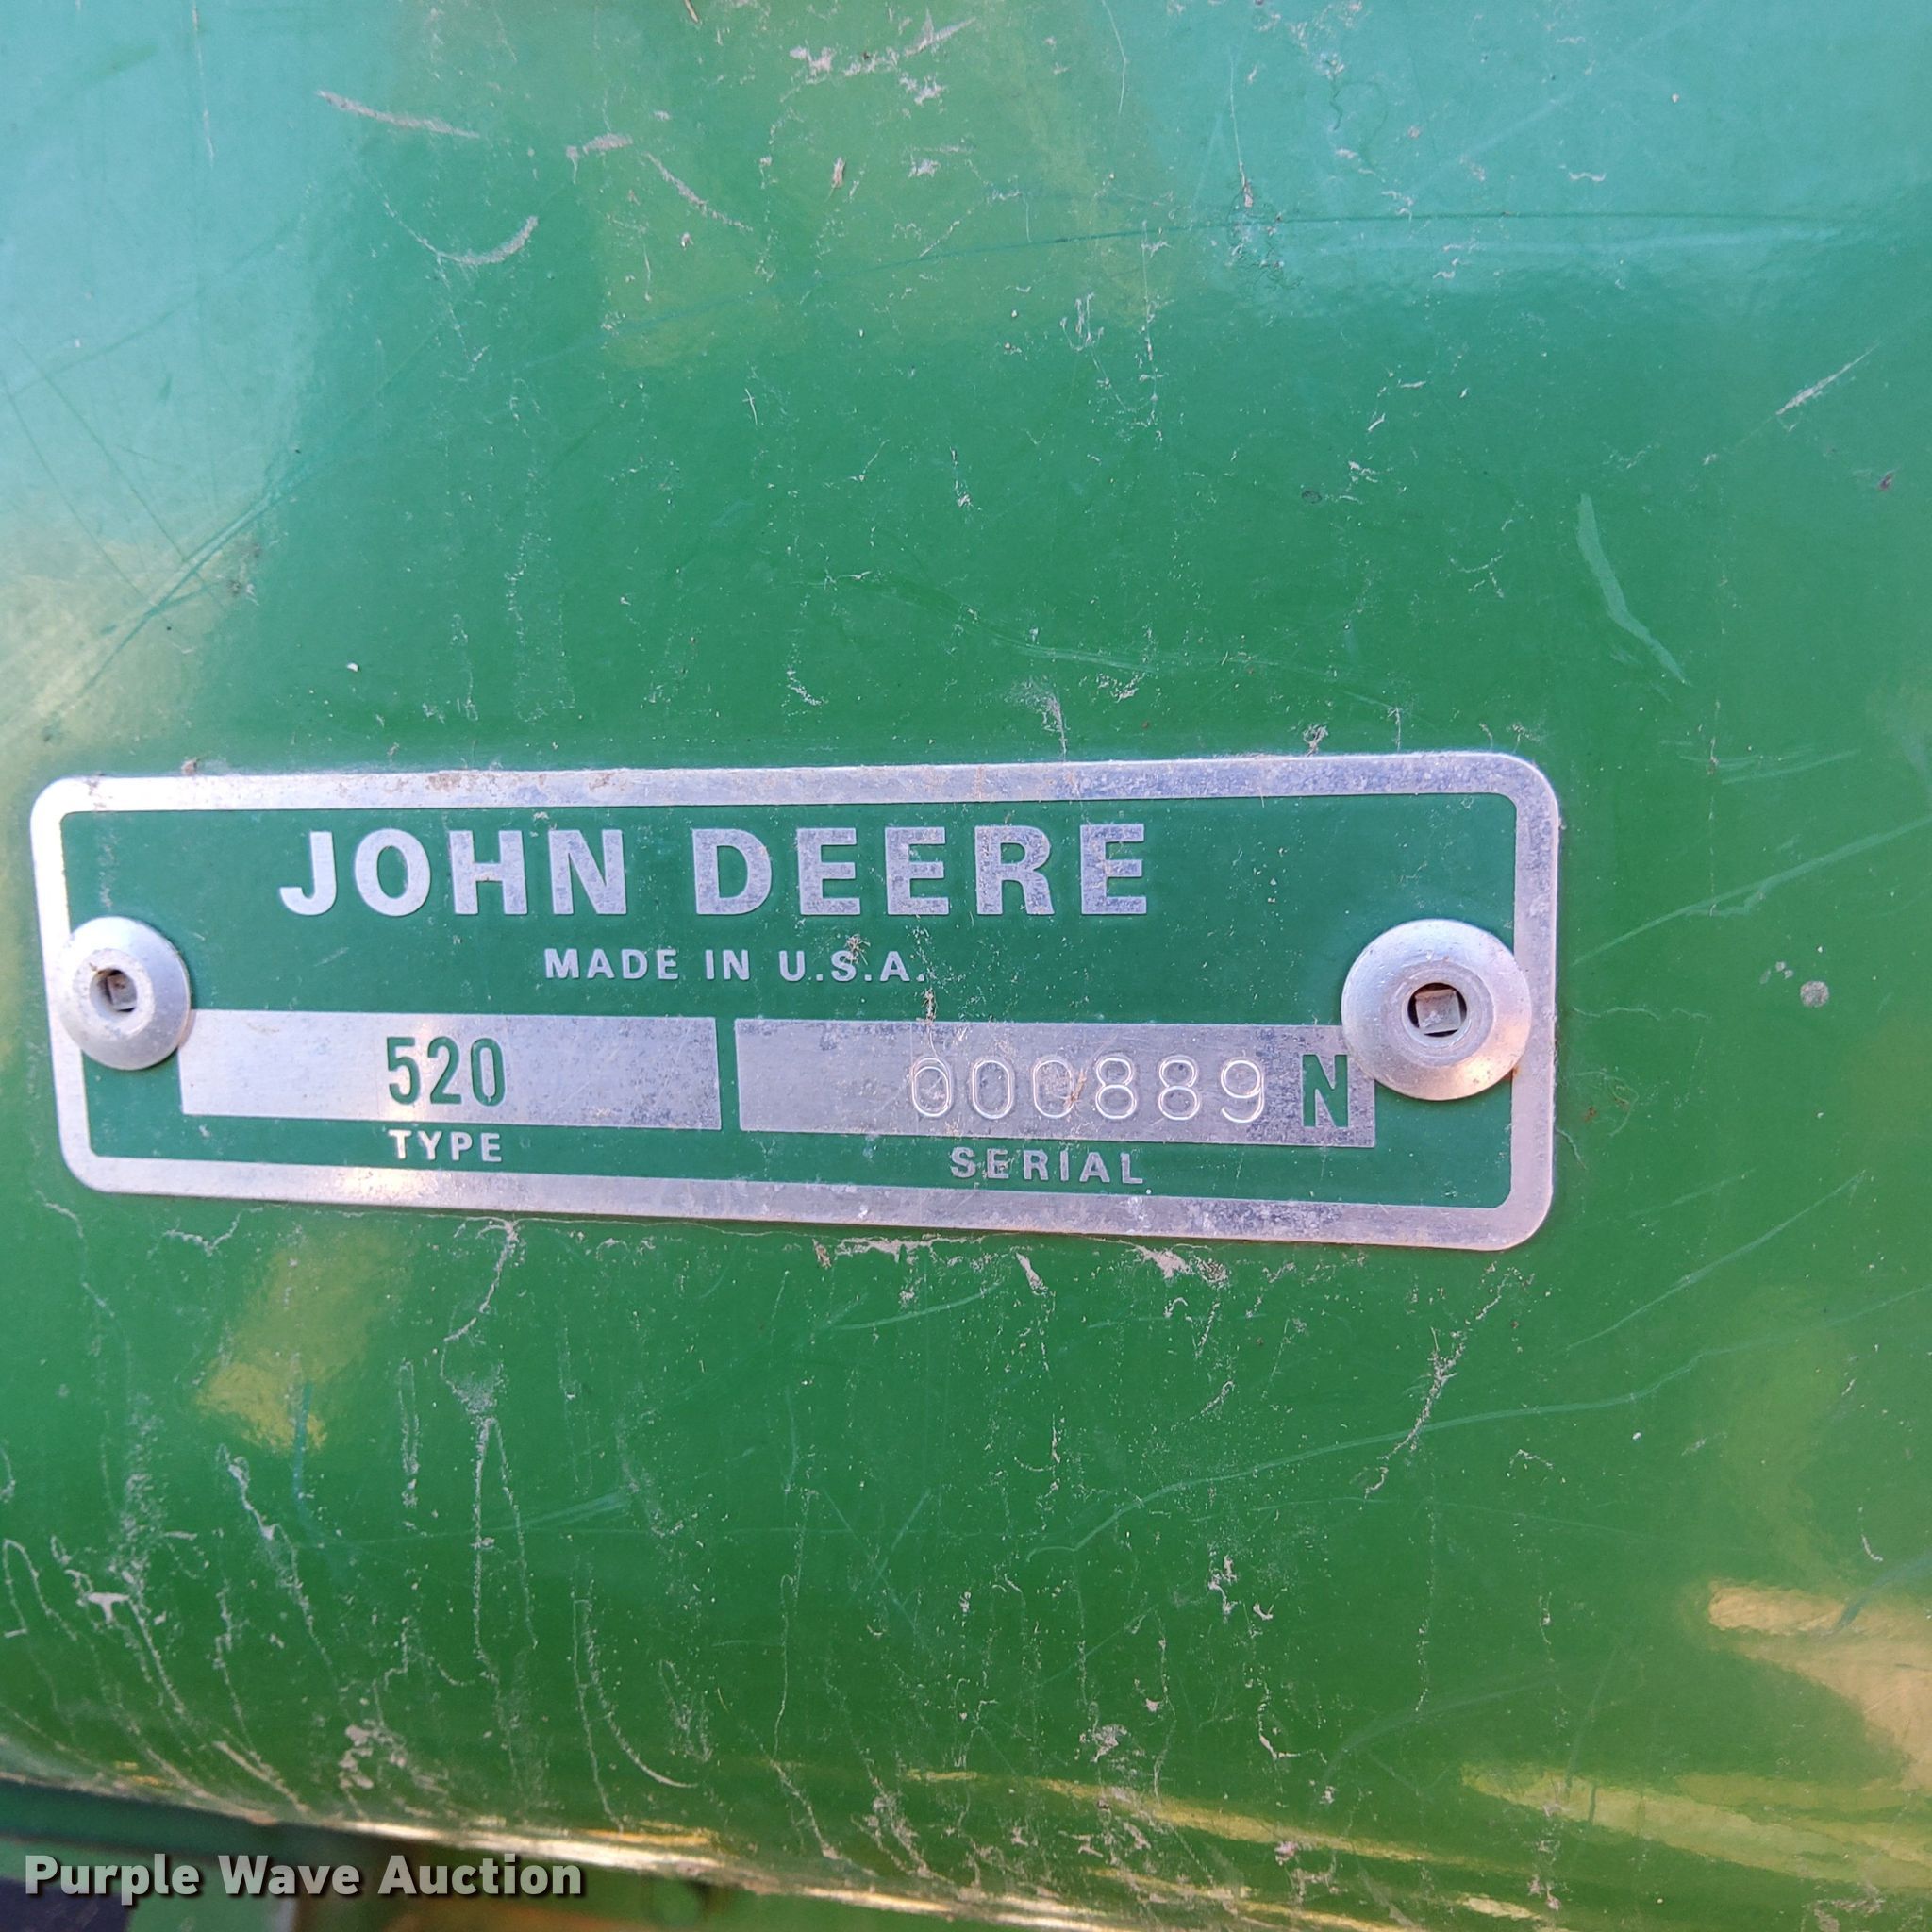 JOHN DEERE
MADE IN U.S.A.
520 000889 N
TYPE SERIAL
Purple Wave Auction